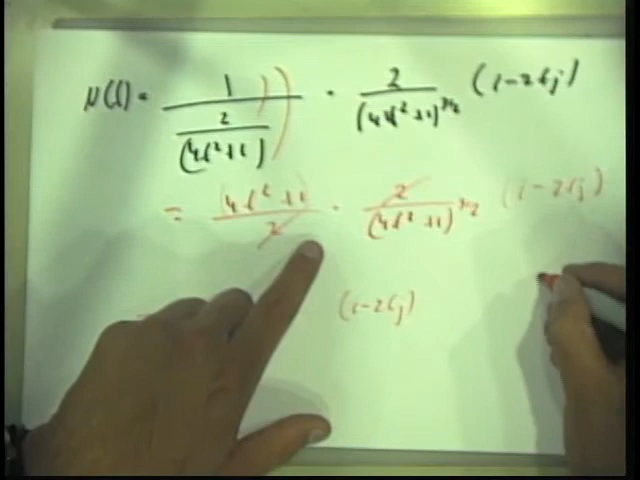 N(t) = 1 / (2 / (4t² + 1)) · 2 / (4t² + 1)^3/2 (i - 2tj)
= (4t² + 1) / 2 · 2 / (4t² + 1)^3/2 (i - 2tj)
(i - 2tj)